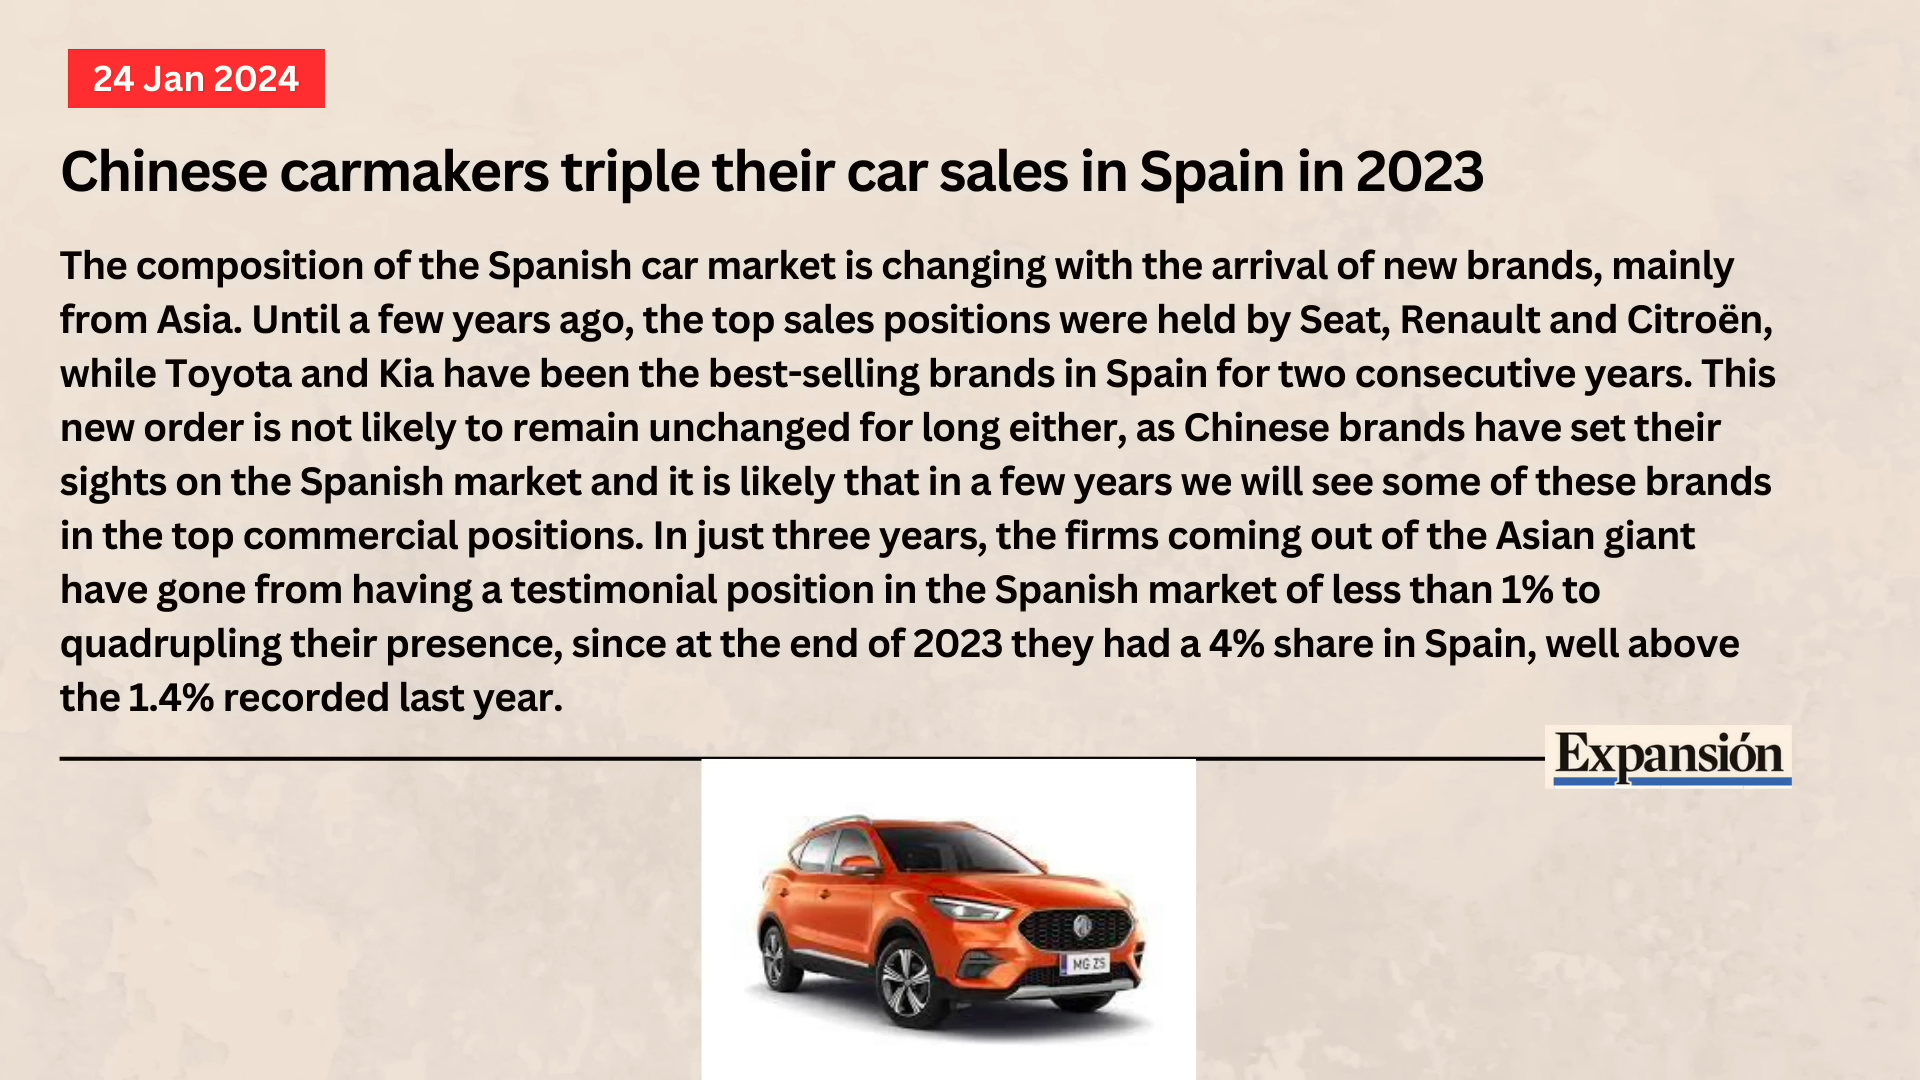 24 Jan 2024
Chinese carmakers triple their car sales in Spain in 2023
The composition of the Spanish car market is changing with the arrival of new brands, mainly
from Asia. Until a few years ago, the top sales positions were held by Seat, Renault and Citroën,
while Toyota and Kia have been the best-selling brands in Spain for two consecutive years. This
new order is not likely to remain unchanged for long either, as Chinese brands have set their
sights on the Spanish market and it is likely that in a few years we will see some of these brands
in the top commercial positions. In just three years, the firms coming out of the Asian giant
have gone from having a testimonial position in the Spanish market of less than 1% to
quadrupling their presence, since at the end of 2023 they had a 4% share in Spain, well above
the 1.4% recorded last year.
Expansión
MG ZS